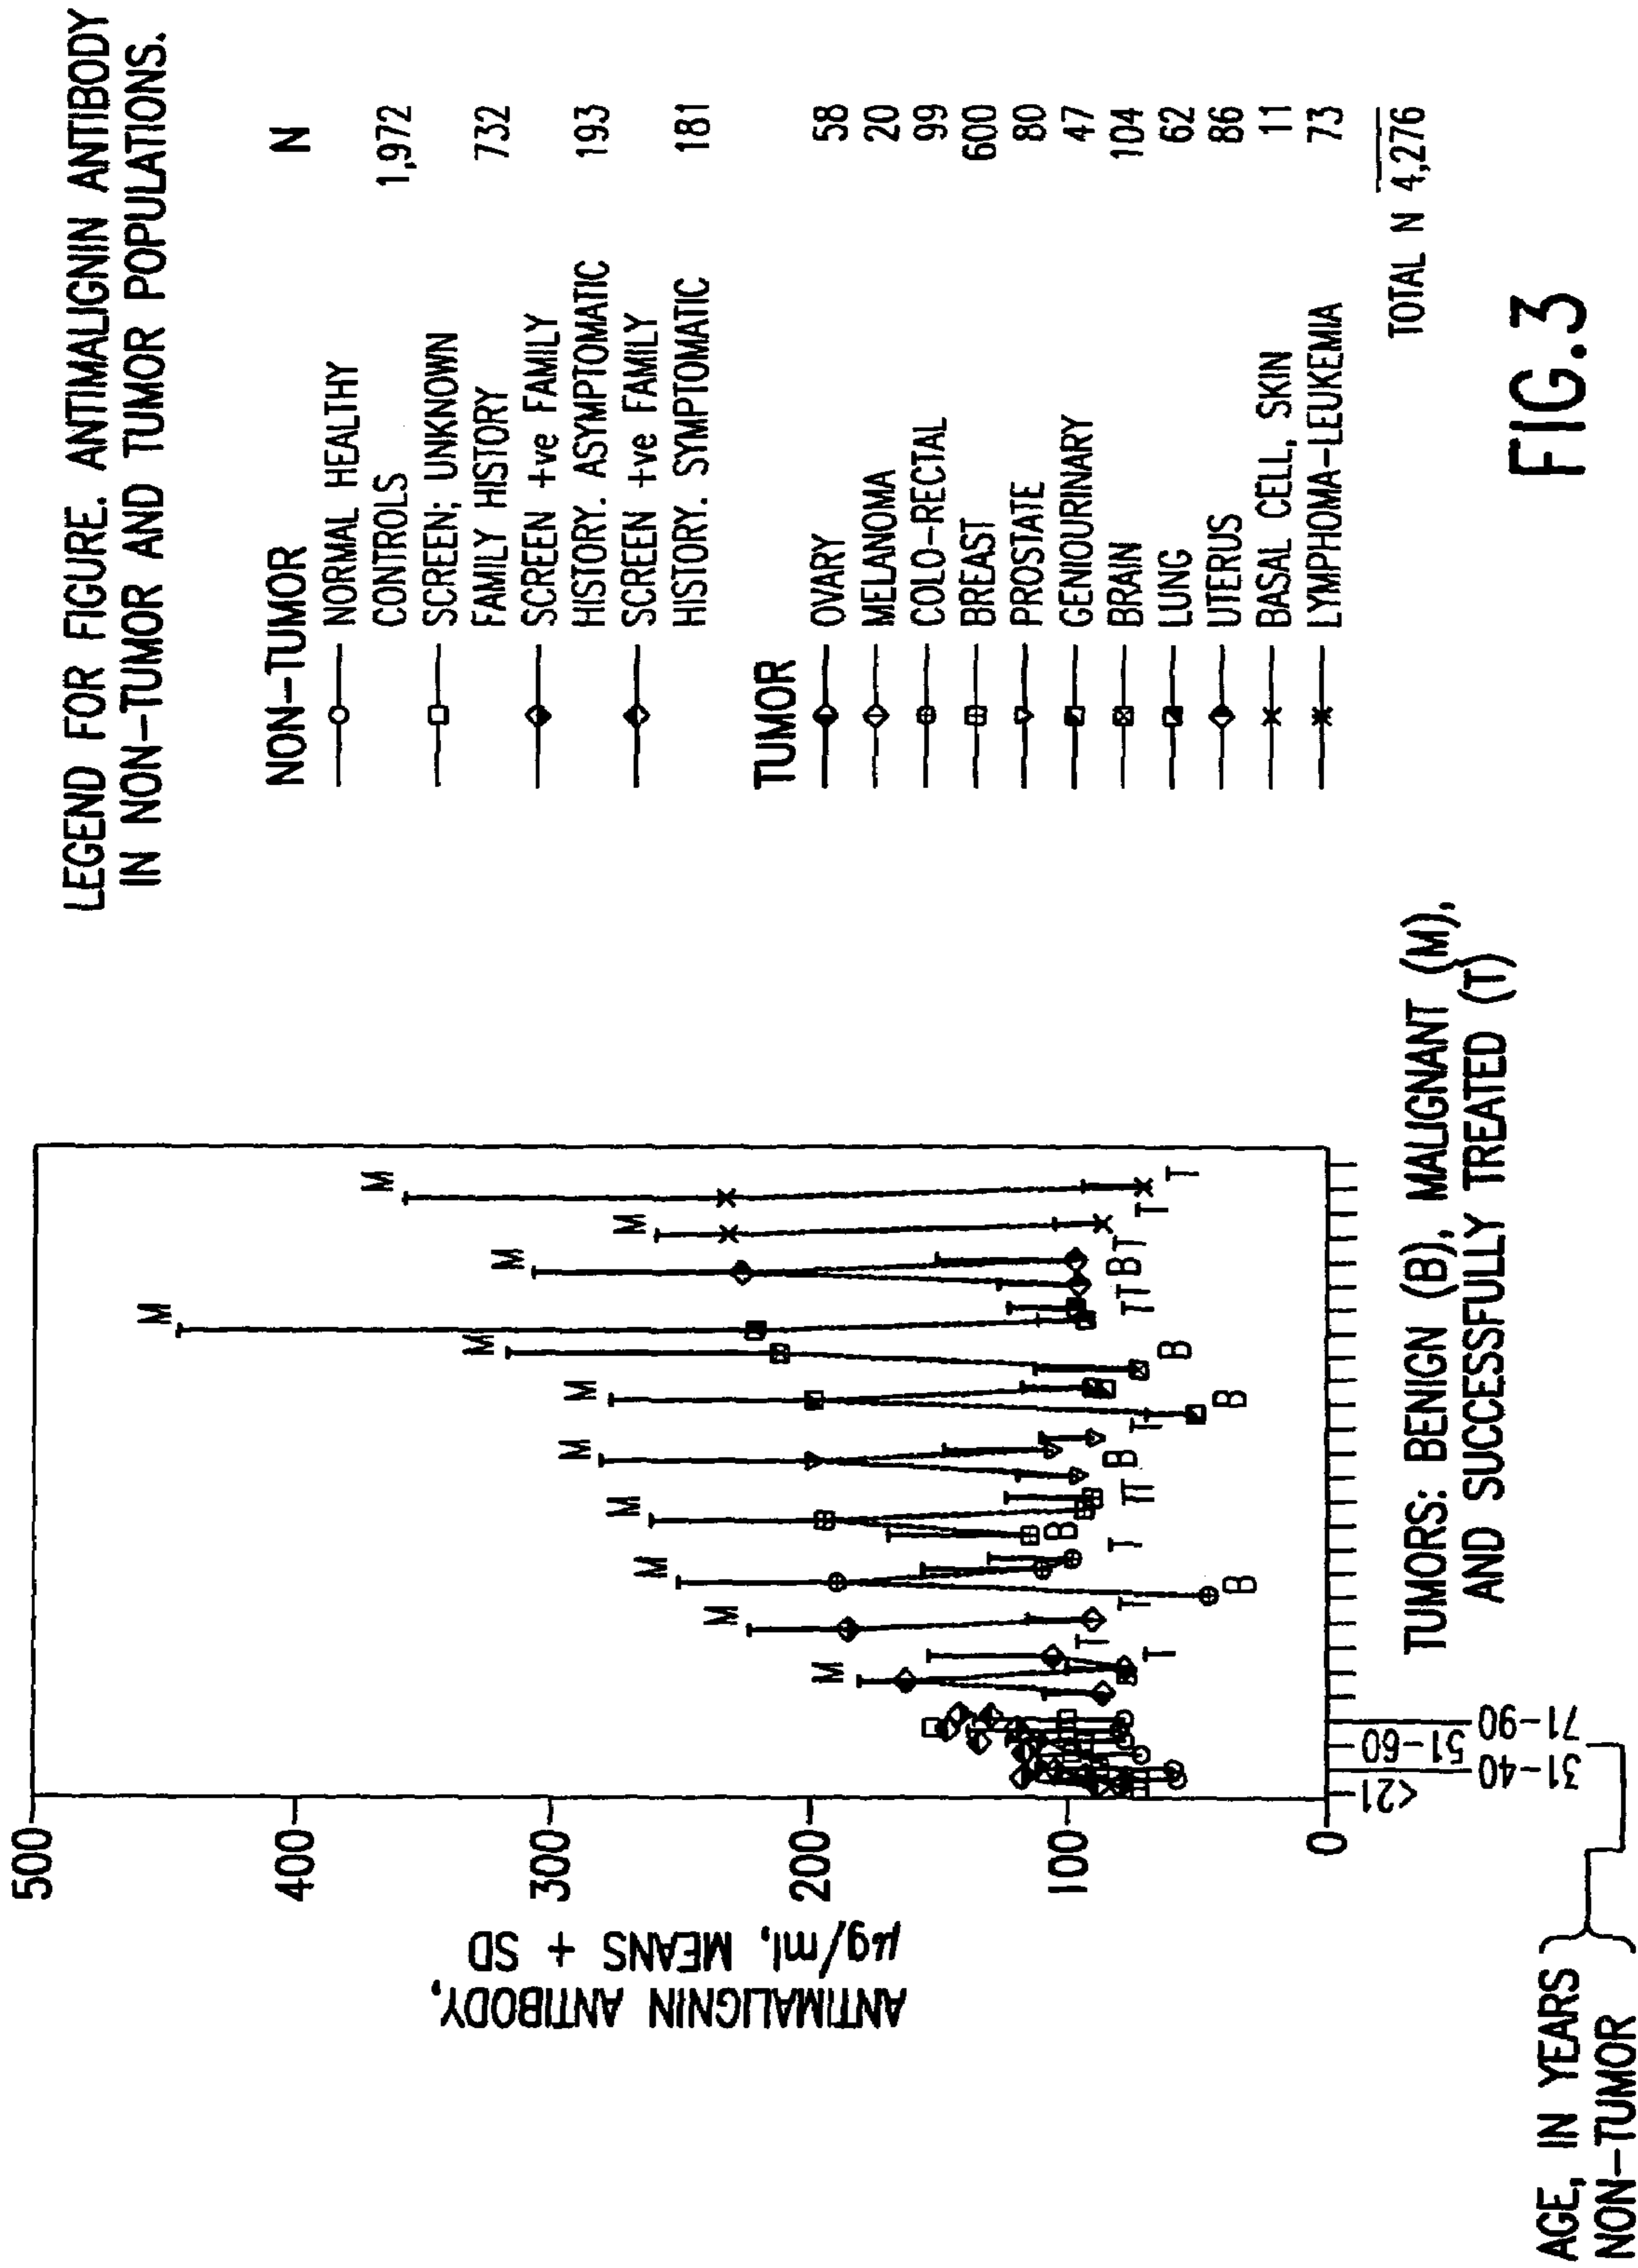 LEGEND FOR FIGURE. ANTIMALIGNIN ANTIBODY
IN NON-TUMOR AND TUMOR POPULATIONS.
NON-TUMOR N
NORMAL HEALTHY
CONTROLS 1,972
SCREEN; UNKNOWN
FAMILY HISTORY 732
SCREEN +ve FAMILY
HISTORY. ASYMPTOMATIC 193
SCREEN +ve FAMILY
HISTORY. SYMPTOMATIC 181
TUMOR
OVARY 58
MELANOMA 20
COLO-RECTAL 99
BREAST 600
PROSTATE 80
GENIOURINARY 47
BRAIN 104
LUNG 62
UTERUS 86
BASAL CELL, SKIN 11
LYMPHOMA-LEUKEMIA 73
TOTAL N 4,276
FIG.3
ANTIMALIGNIN ANTIBODY,
µg/ml, MEANS + SD
500
400
300
200
100
0
M M M M M M M M M M M
T T T B T B TT B T B B TT B T T T
<21
31-40
51-60
71-90
AGE, IN YEARS
NON-TUMOR
TUMORS: BENIGN (B), MALIGNANT (M),
AND SUCCESSFULLY TREATED (T)